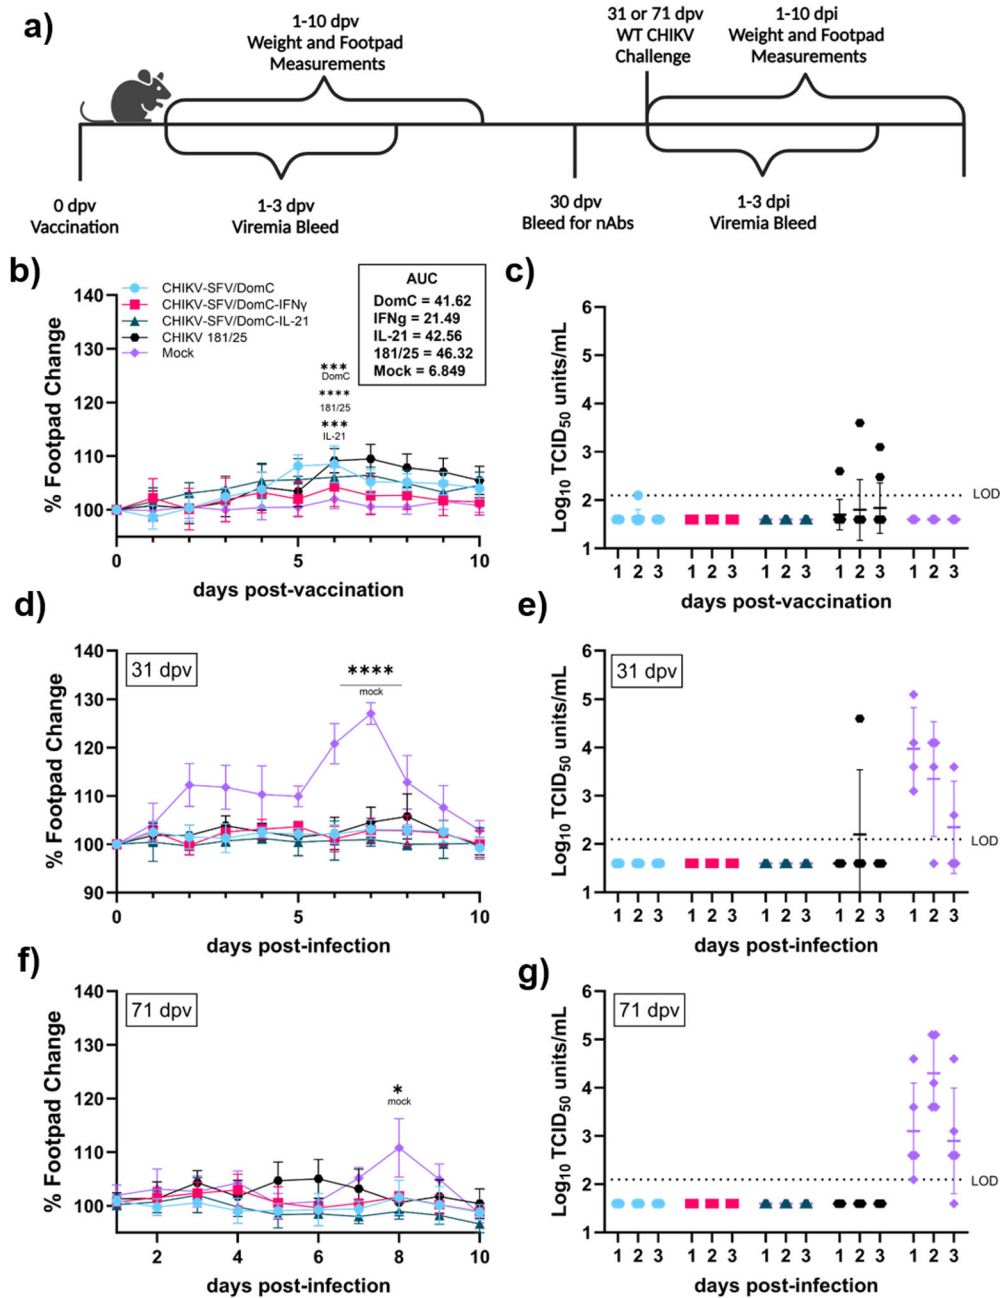 a)
1-10 dpv
Weight and Footpad
Measurements
31 or 71 dpv
WT CHIKV
Challenge
1-10 dpi
Weight and Footpad
Measurements
0 dpv
Vaccination
1-3 dpv
Viremia Bleed
30 dpv
Bleed for nAbs
1-3 dpi
Viremia Bleed
b)
CHIKV-SFV/DomC
CHIKV-SFV/DomC-IFNγ
CHIKV-SFV/DomC-IL-21
CHIKV 181/25
Mock
AUC
DomC = 41.62
IFNg = 21.49
IL-21 = 42.56
181/25 = 46.32
Mock = 6.849
***
DomC
****
181/25
***
IL-21
% Footpad Change
140
130
120
110
100
0 5 10
days post-vaccination
c)
Log10 TCID50 units/mL
6
5
4
3
2
1
LOD
1 2 3 1 2 3 1 2 3 1 2 3 1 2 3
days post-vaccination
d)
31 dpv
****
mock
% Footpad Change
140
130
120
110
100
90
0 5 10
days post-infection
e)
31 dpv
Log10 TCID50 units/mL
6
5
4
3
2
1
LOD
1 2 3 1 2 3 1 2 3 1 2 3 1 2 3
days post-infection
f)
71 dpv
*
mock
% Footpad Change
140
130
120
110
100
2 4 6 8 10
days post-infection
g)
71 dpv
Log10 TCID50 units/mL
6
5
4
3
2
1
LOD
1 2 3 1 2 3 1 2 3 1 2 3 1 2 3
days post-infection